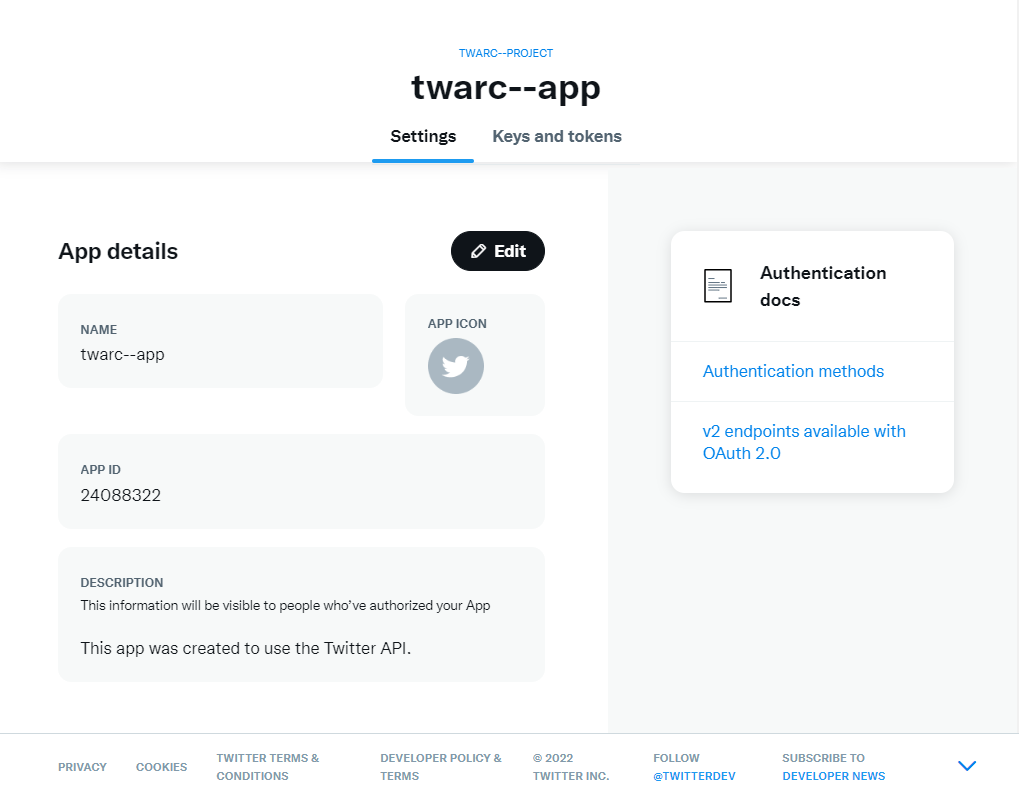 TWARC--PROJECT
twarc--app
Settings
Keys and tokens
App details
Edit
NAME
twarc--app
APP ICON
APP ID
24088322
DESCRIPTION
This information will be visible to people who've authorized your App
This app was created to use the Twitter API.
Authentication
docs
Authentication methods
v2 endpoints available with
OAuth 2.0
PRIVACY
COOKIES
TWITTER TERMS &
CONDITIONS
DEVELOPER POLICY &
TERMS
© 2022
TWITTER INC.
FOLLOW
@TWITTERDEV
SUBSCRIBE TO
DEVELOPER NEWS